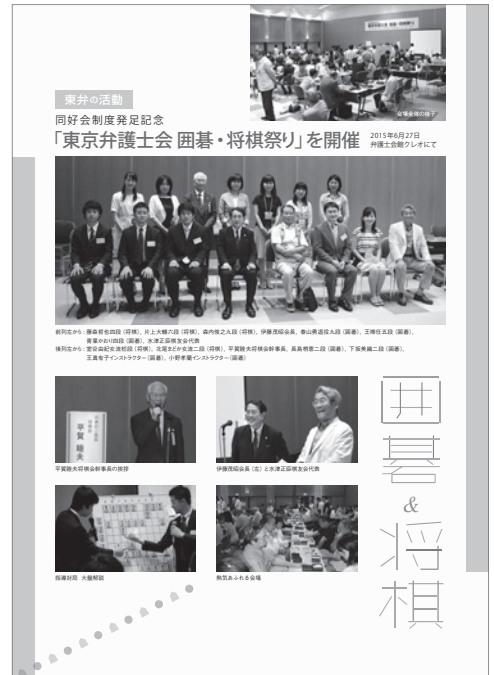 会場全体の様子
東弁の活動
同好会制度発足記念
「東京弁護士会 囲碁・将棋祭り」を開催
2015年6月27日
弁護士会館クレオにて
前列左から：藤森哲也四段（将棋）、片上大輔六段（将棋）、森内俊之九段（将棋）、伊藤茂昭会長、春山勇追役九段（囲碁）、王唯任五段（囲碁）、
青葉かおり四段（囲碁）、水津正臣棋友会代表
後列左から：室谷由紀女流初段（将棋）、北尾まどか女流二段（将棋）、平賀睦夫将棋会幹事長、長島梢恵二段（囲碁）、下坂美織二段（囲碁）、
王真有子インストラクター（囲碁）、小野孝蘭インストラクター（囲碁）
平賀睦夫
平賀睦夫将棋会幹事長の挨拶
伊藤茂昭会長（左）と水津正臣棋友会代表
囲碁
&
将棋
指導対局 大盤解説
熱気あふれる会場